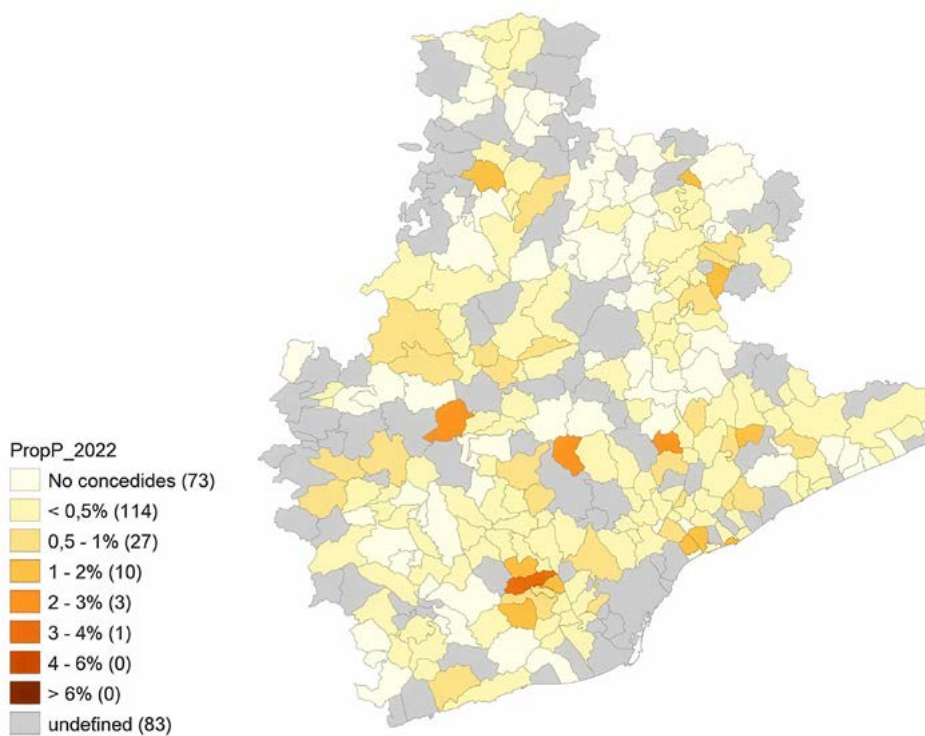 PropP_2022
No concedides (73)
< 0,5% (114)
0,5 - 1% (27)
1 - 2% (10)
2 - 3% (3)
3 - 4% (1)
4 - 6% (0)
> 6% (0)
undefined (83)